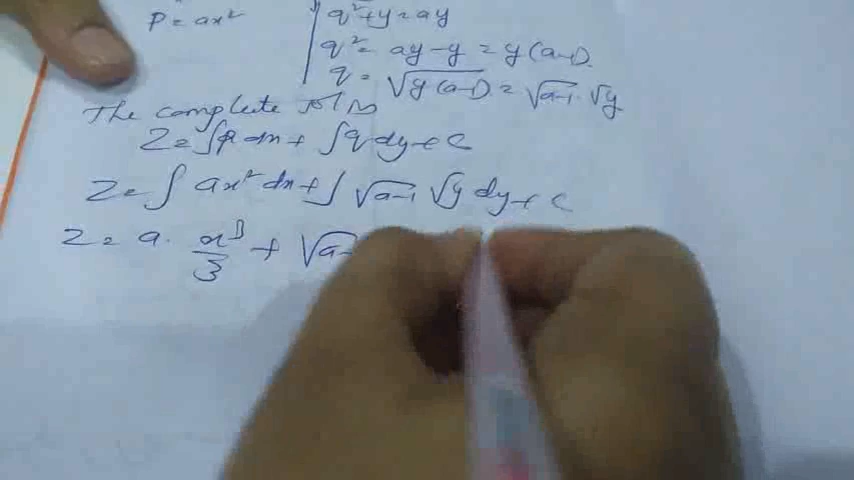 P = ax²
q²+y = ay
q² = ay-y = y(a-1).
q = √y(a-1) = √a-1 . √y
The complete
Z = ∫p dx + ∫q dy + c
Z = ∫ ax² dx + ∫ √a-1 √y dy + c
Z = a. x³/3 + √a-